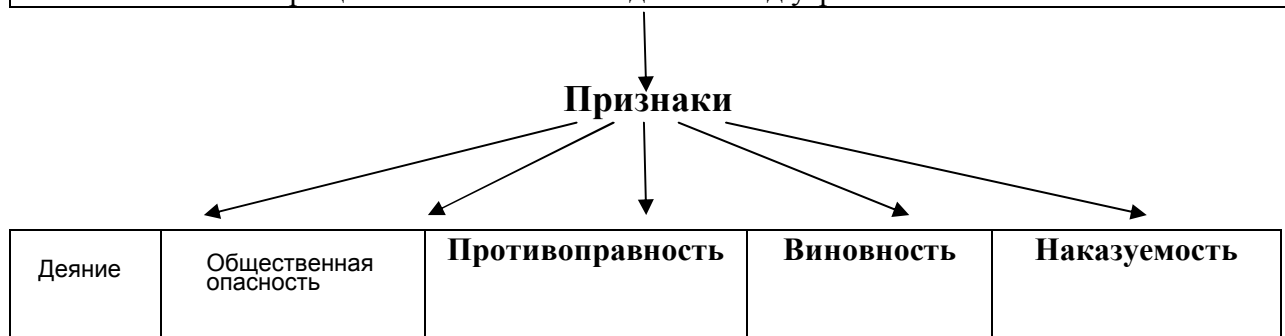 Признаки
Деяние
Общественная
опасность
Противоправность
Виновность
Наказуемость